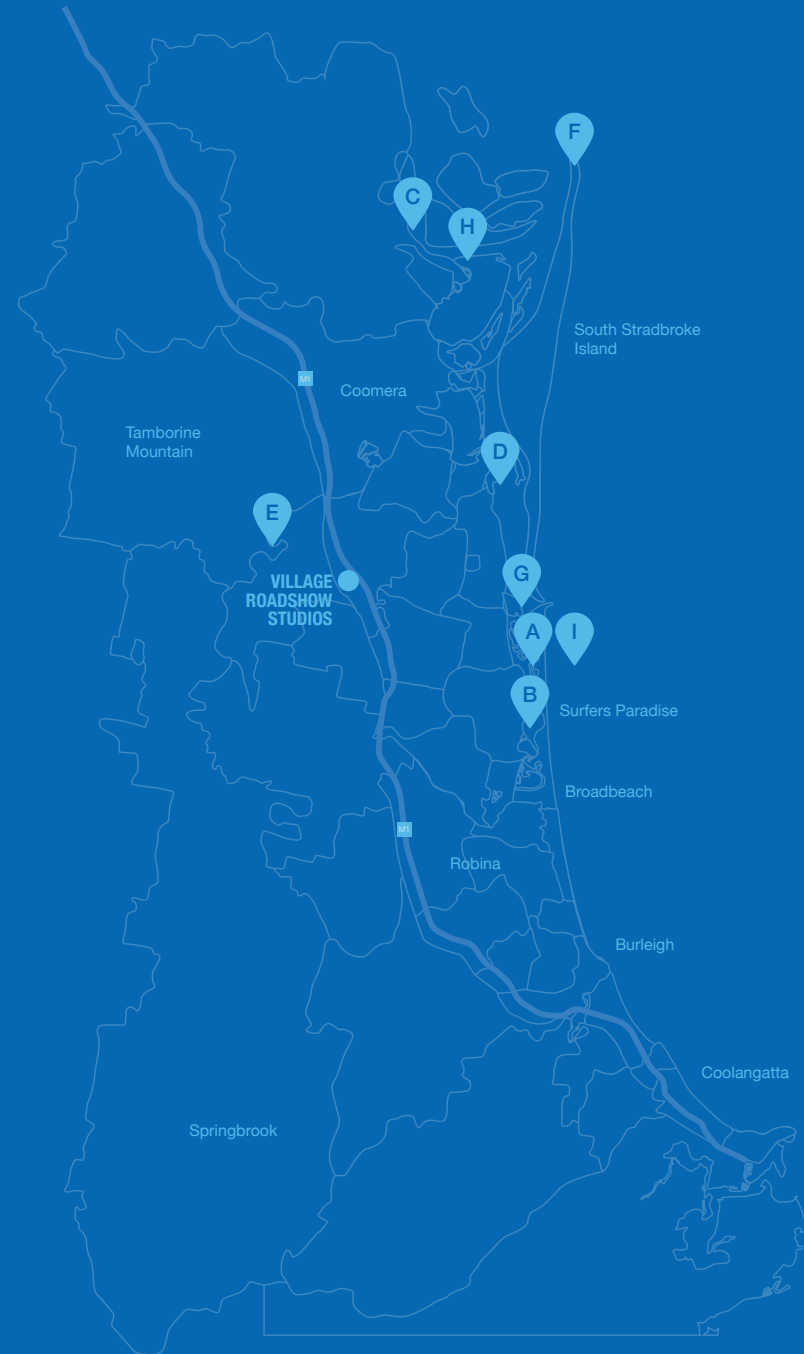 F
C
H
South Stradbroke
Island
M1
Coomera
Tamborine
Mountain
D
E
G
VILLAGE
ROADSHOW
STUDIOS
A
I
B
Surfers Paradise
Broadbeach
M1
Robina
Burleigh
Coolangatta
Springbrook